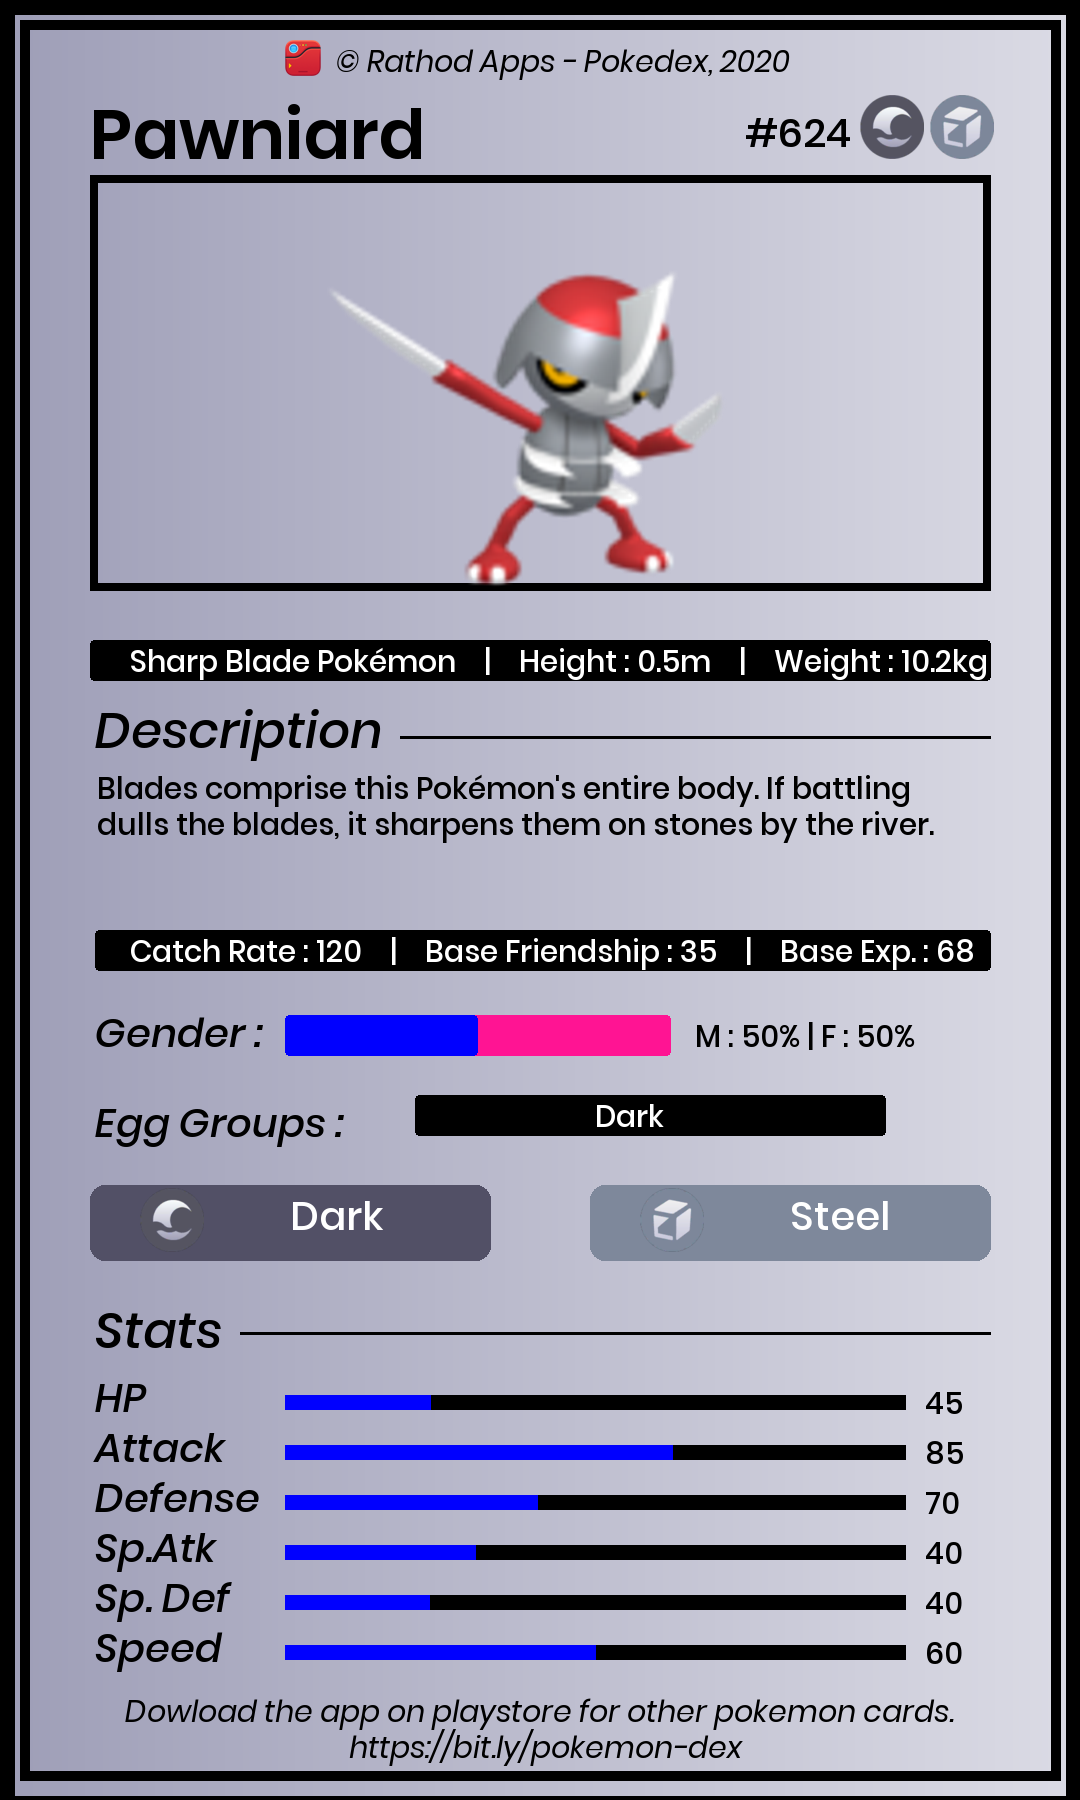 © Rathod Apps - Pokedex, 2020
Pawniard #624
Sharp Blade Pokémon | Height : 0.5m | Weight : 10.2kg
Description
Blades comprise this Pokémon's entire body. If battling
dulls the blades, it sharpens them on stones by the river.
Catch Rate : 120 | Base Friendship : 35 | Base Exp. : 68
Gender : M : 50% | F : 50%
Egg Groups : Dark
Dark Steel
Stats
HP 45
Attack 85
Defense 70
Sp.Atk 40
Sp. Def 40
Speed 60
Dowload the app on playstore for other pokemon cards.
https://bit.ly/pokemon-dex